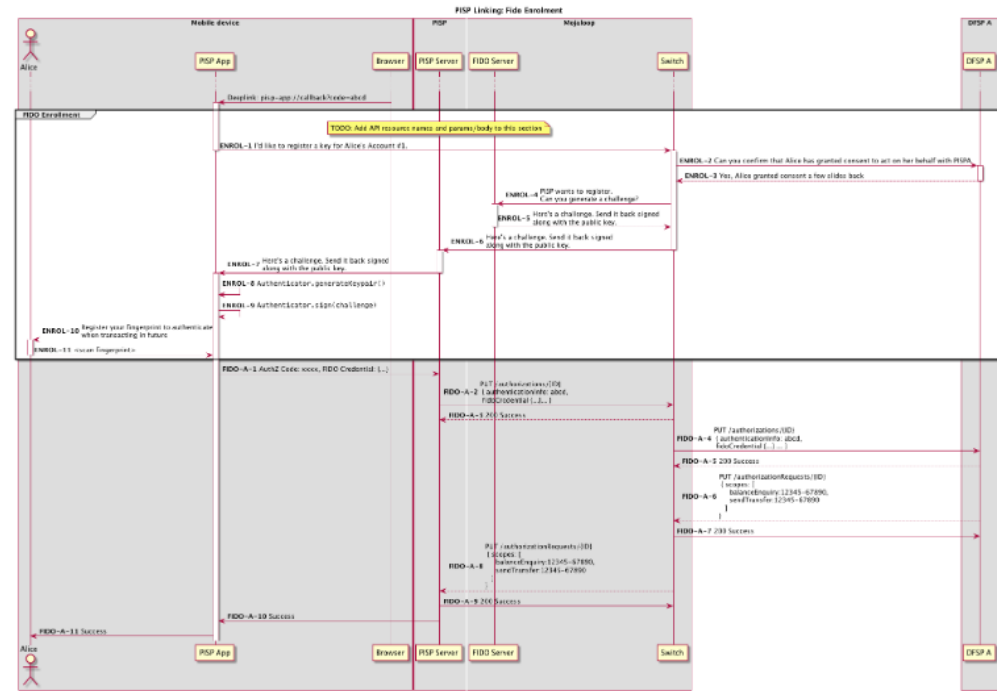 PISP Linking: Fido Enrolment
Mobile device
PISP
Mojaloop
DFSP A
Alice
PISP App
Browser
PISP Server
FIDO Server
Switch
DFSP A
Deeplink: pisp-app://callback?code=abcd
FIDO Enrollment
TODO: Add API resource names and params/body to this section
ENROL-1 I'd like to register a key for Alice's Account #1.
ENROL-2 Can you confirm that Alice has granted consent to act on her behalf with PISPA
ENROL-3 Yes, Alice granted consent a few slides back
ENROL-4 PISP wants to register.
Can you generate a challenge?
ENROL-5 Here's a challenge. Send it back signed
along with the public key.
ENROL-6 Here's a challenge. Send it back signed
along with the public key.
ENROL-7 Here's a challenge. Send it back signed
along with the public key.
ENROL-8 Authenticator.generateKeypair()
ENROL-9 Authenticator.sign(challenge)
ENROL-10 Register your fingerprint to authenticate
when transacting in future
ENROL-11 <scan fingerprint>
FIDO-A-1 AuthZ Code: xxxx, FIDO Credential: {...}
PUT /authorizations/{ID}
FIDO-A-2 { authenticationInfo: abcd,
fidoCredential {...}... }
FIDO-A-3 200 Success
PUT /authorizations/{ID}
FIDO-A-4 { authenticationInfo: abcd,
fidoCredential {...} ... }
FIDO-A-5 200 Success
PUT /authorizationRequests/{ID}
{ scopes: [
FIDO-A-6 balanceEnquiry:12345-67890,
sendTransfer:12345-67890
]
}
FIDO-A-7 200 Success
PUT /authorizationRequests/{ID}
{ scopes: [
FIDO-A-8 balanceEnquiry:12345-67890,
sendTransfer:12345-67890
]
}
FIDO-A-9 200 Success
FIDO-A-10 Success
FIDO-A-11 Success
Alice
PISP App
Browser
PISP Server
FIDO Server
Switch
DFSP A